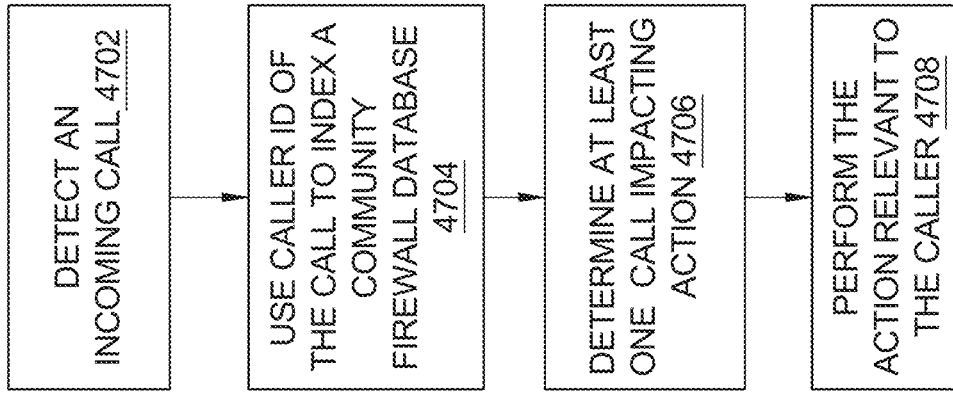 DETECT AN
INCOMING CALL 4702
USE CALLER ID OF
THE CALL TO INDEX A
COMMUNITY
FIREWALL DATABASE
4704
DETERMINE AT LEAST
ONE CALL IMPACTING
ACTION 4706
PERFORM THE
ACTION RELEVANT TO
THE CALLER 4708